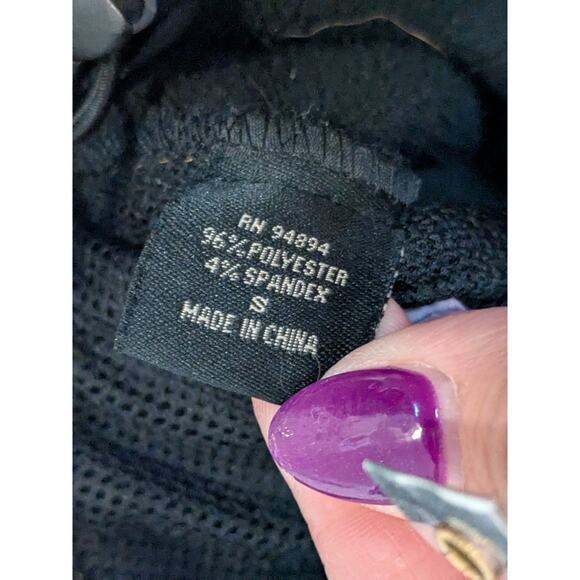 RN 94894
96% POLYESTER
4% SPANDEX
S
MADE IN CHINA